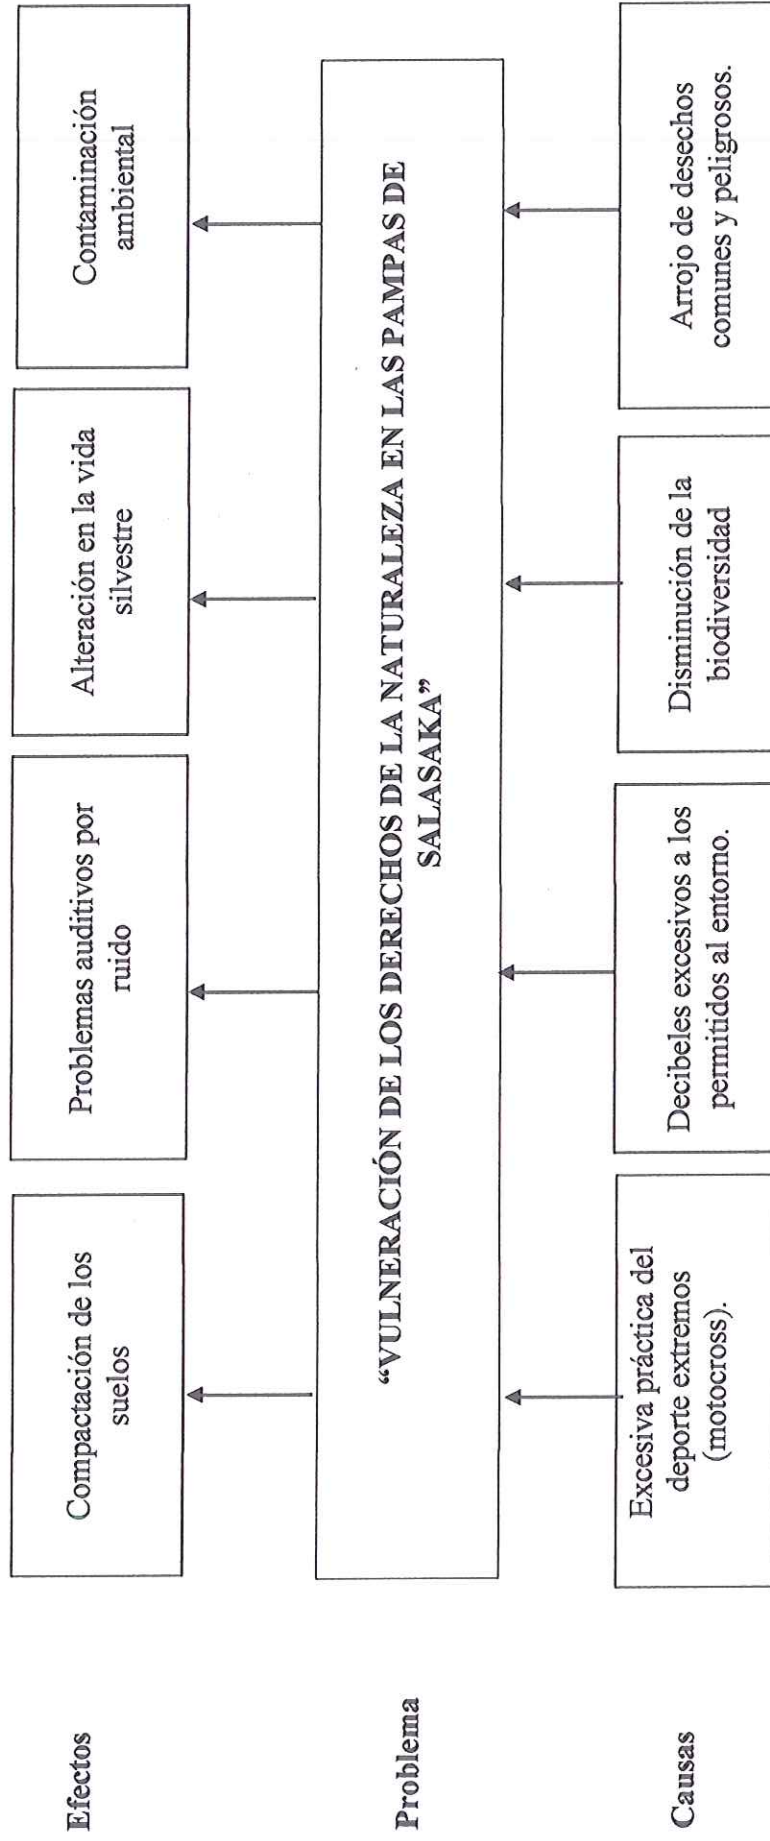 Efectos
Compactación de los
suelos
Problemas auditivos por
ruido
Alteración en la vida
silvestre
Contaminación
ambiental
Problema
“VULNERACIÓN DE LOS DERECHOS DE LA NATURALEZA EN LAS PAMPAS DE
SALASAKA”
Causas
Excesiva práctica del
deporte extremos
(motocross).
Decibeles excesivos a los
permitidos al entorno.
Disminución de la
biodiversidad
Arrojo de desechos
comunes y peligrosos.